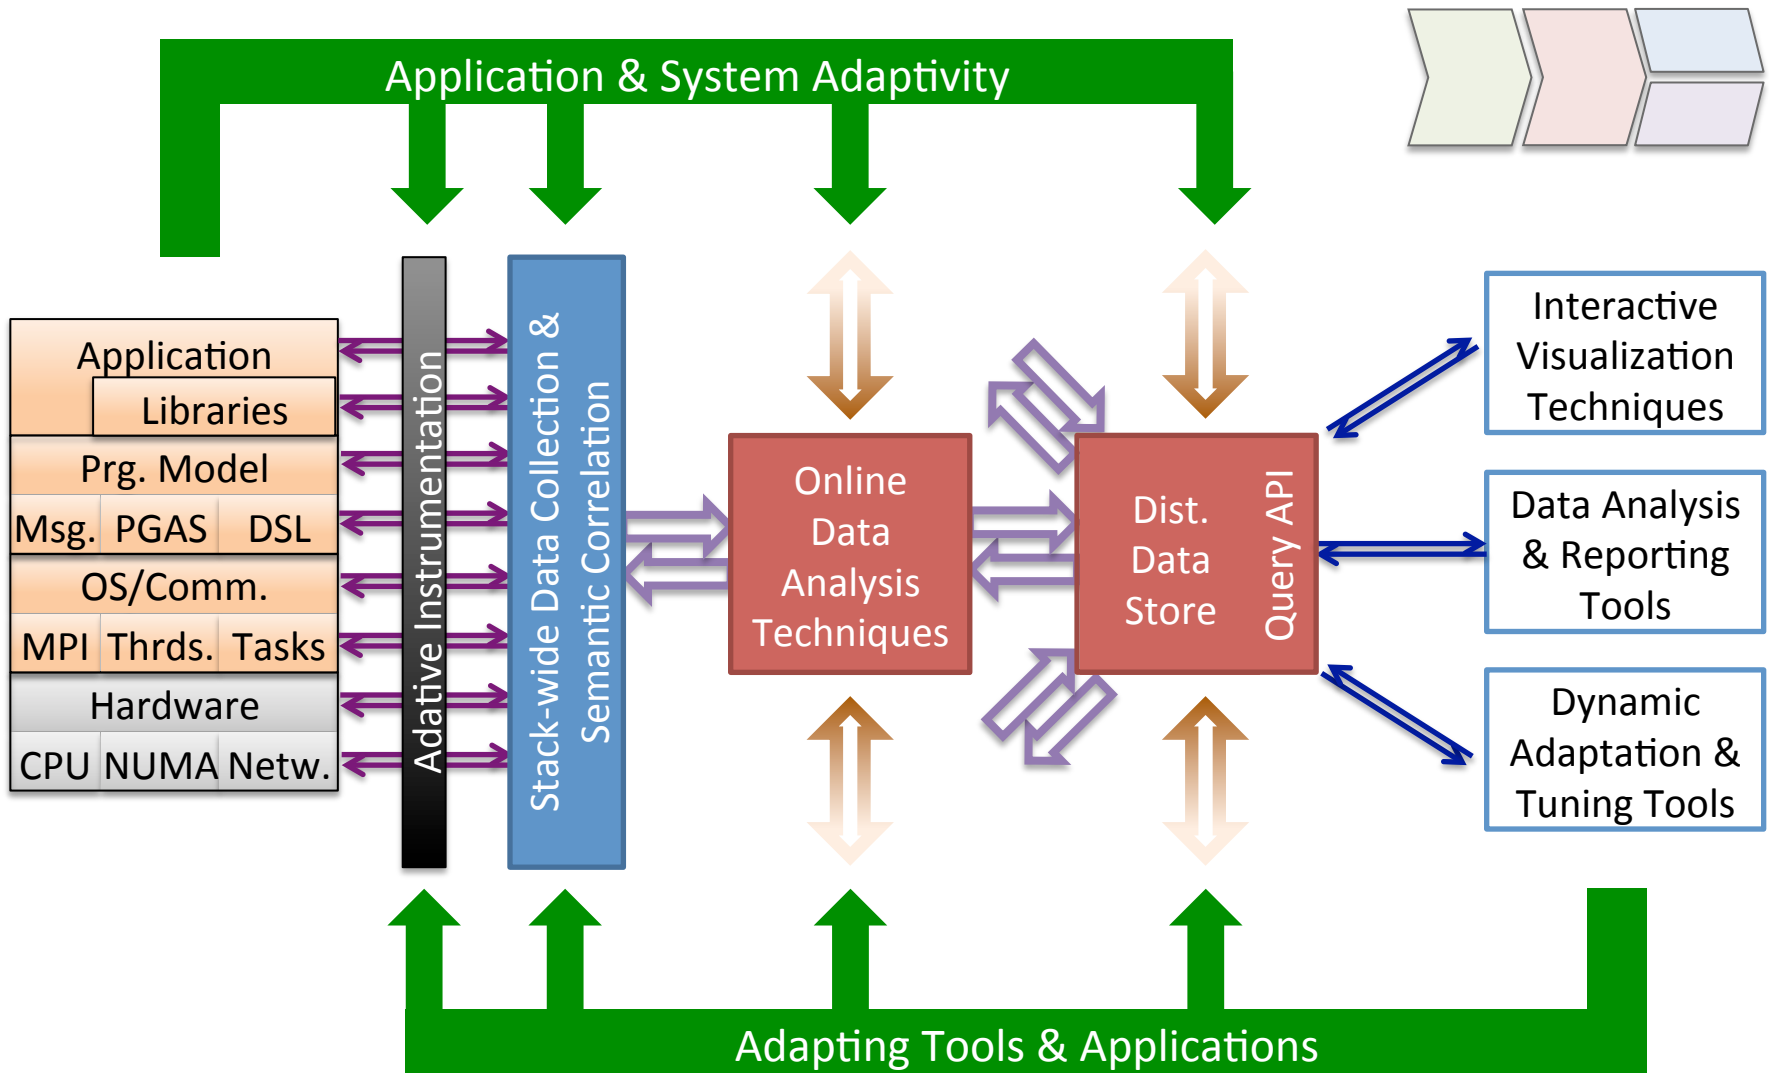 Application & System Adaptivity
Application
Libraries
Prg. Model
Msg. PGAS DSL
OS/Comm.
MPI Thrds. Tasks
Hardware
CPU NUMA Netw.
Adative Instrumentation
Stack-wide Data Collection &
Semantic Correlation
Online
Data
Analysis
Techniques
Dist.
Data
Store
Query API
Interactive
Visualization
Techniques
Data Analysis
& Reporting
Tools
Dynamic
Adaptation &
Tuning Tools
Adapting Tools & Applications